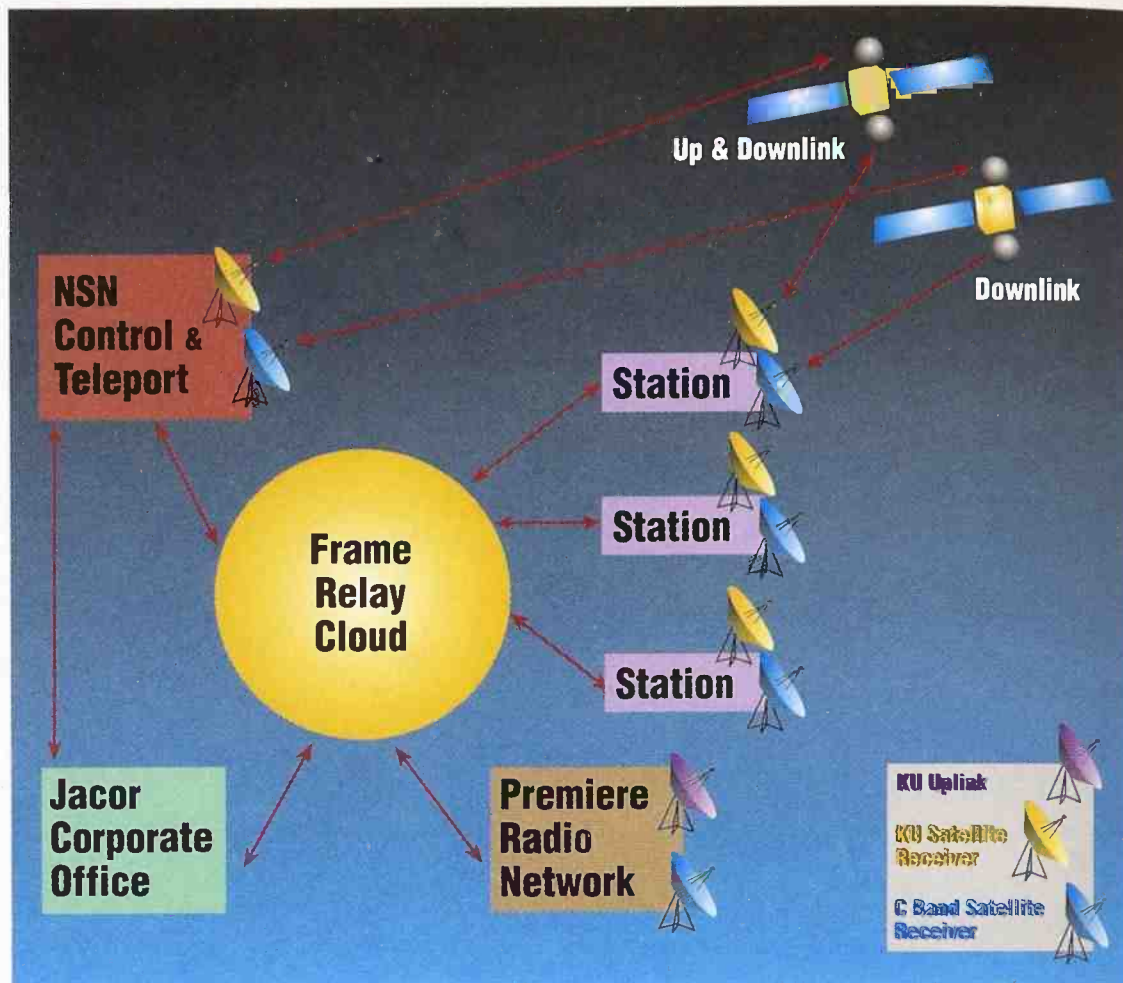 Up & Downlink
Downlink
NSN
Control &
Teleport
Station
Station
Station
Frame
Relay
Cloud
Jacor
Corporate
Office
Premiere
Radio
Network
KU Uplink
KU Satellite
Receiver
C Band Satellite
Receiver